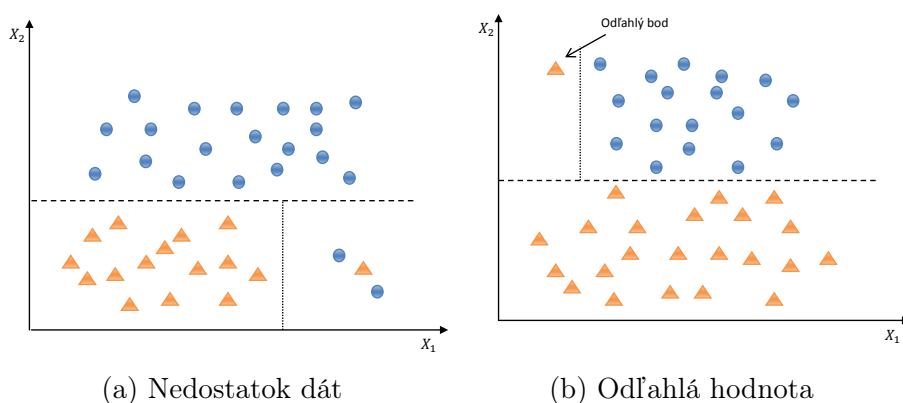 X2
X1
(a) Nedostatok dát
Odľahlý bod
X2
X1
(b) Odľahlá hodnota